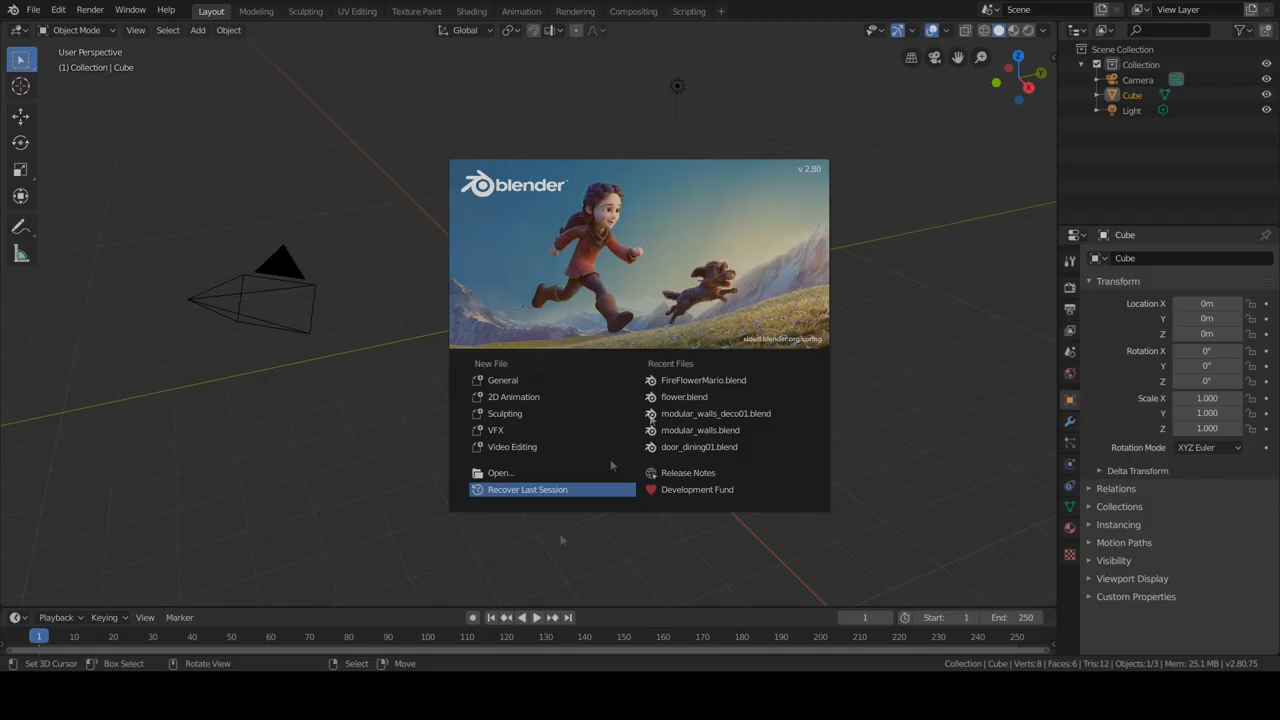 File Edit Render Window Help Layout Modeling Sculpting UV Editing Texture Paint Shading Animation Rendering Compositing Scripting + Scene View Layer
Object Mode View Select Add Object Global
User Perspective
(1) Collection | Cube
Z
Y
X
Scene Collection
Collection
Camera
Cube
Light
blender
v 2.80
cloud.blender.org/spring
New File
General
2D Animation
Sculpting
VFX
Video Editing
Open...
Recover Last Session
Recent Files
FireFlowerMario.blend
flower.blend
modular_walls_deco01.blend
modular_walls.blend
door_dining01.blend
Release Notes
Development Fund
Cube
Cube
Transform
Location X 0m
Y 0m
Z 0m
Rotation X 0°
Y 0°
Z 0°
Scale X 1.000
Y 1.000
Z 1.000
Rotation Mode XYZ Euler
Delta Transform
Relations
Collections
Instancing
Motion Paths
Visibility
Viewport Display
Custom Properties
Playback Keying View Marker 1 Start: 1 End: 250
1 10 20 30 40 50 60 70 80 90 100 110 120 130 140 150 160 170 180 190 200 210 220 230 240 250
Set 3D Cursor Box Select Rotate View Select Move Collection | Cube | Verts:8 | Faces:6 | Tris:12 | Objects:1/3 | Mem: 25.1 MB | v2.80.75